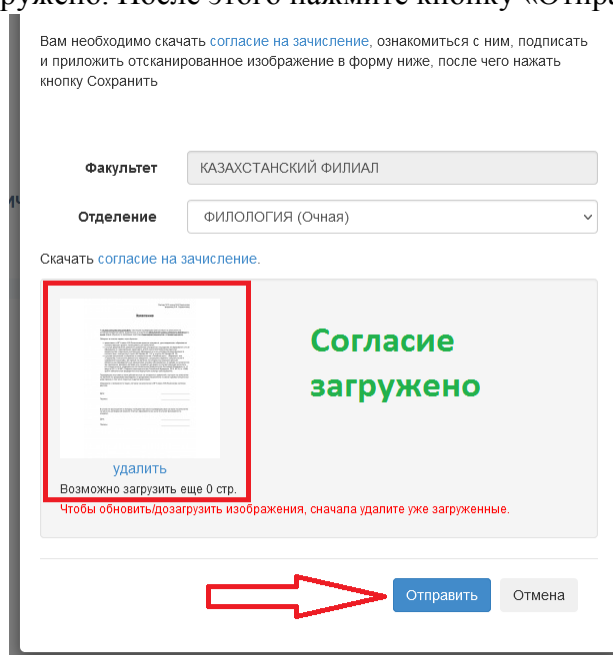 ружено. После этого нажмите кнопку «Отпра
Вам необходимо скачать согласие на зачисление, ознакомиться с ним, подписать
и приложить отсканированное изображение в форму ниже, после чего нажать
кнопку Сохранить
Факультет КАЗАХСТАНСКИЙ ФИЛИАЛ
Отделение ФИЛОЛОГИЯ (Очная)
Скачать согласие на зачисление.
Согласие
загружено
удалить
Возможно загрузить еще 0 стр.
Чтобы обновить/дозагрузить изображения, сначала удалите уже загруженные.
Отправить Отмена